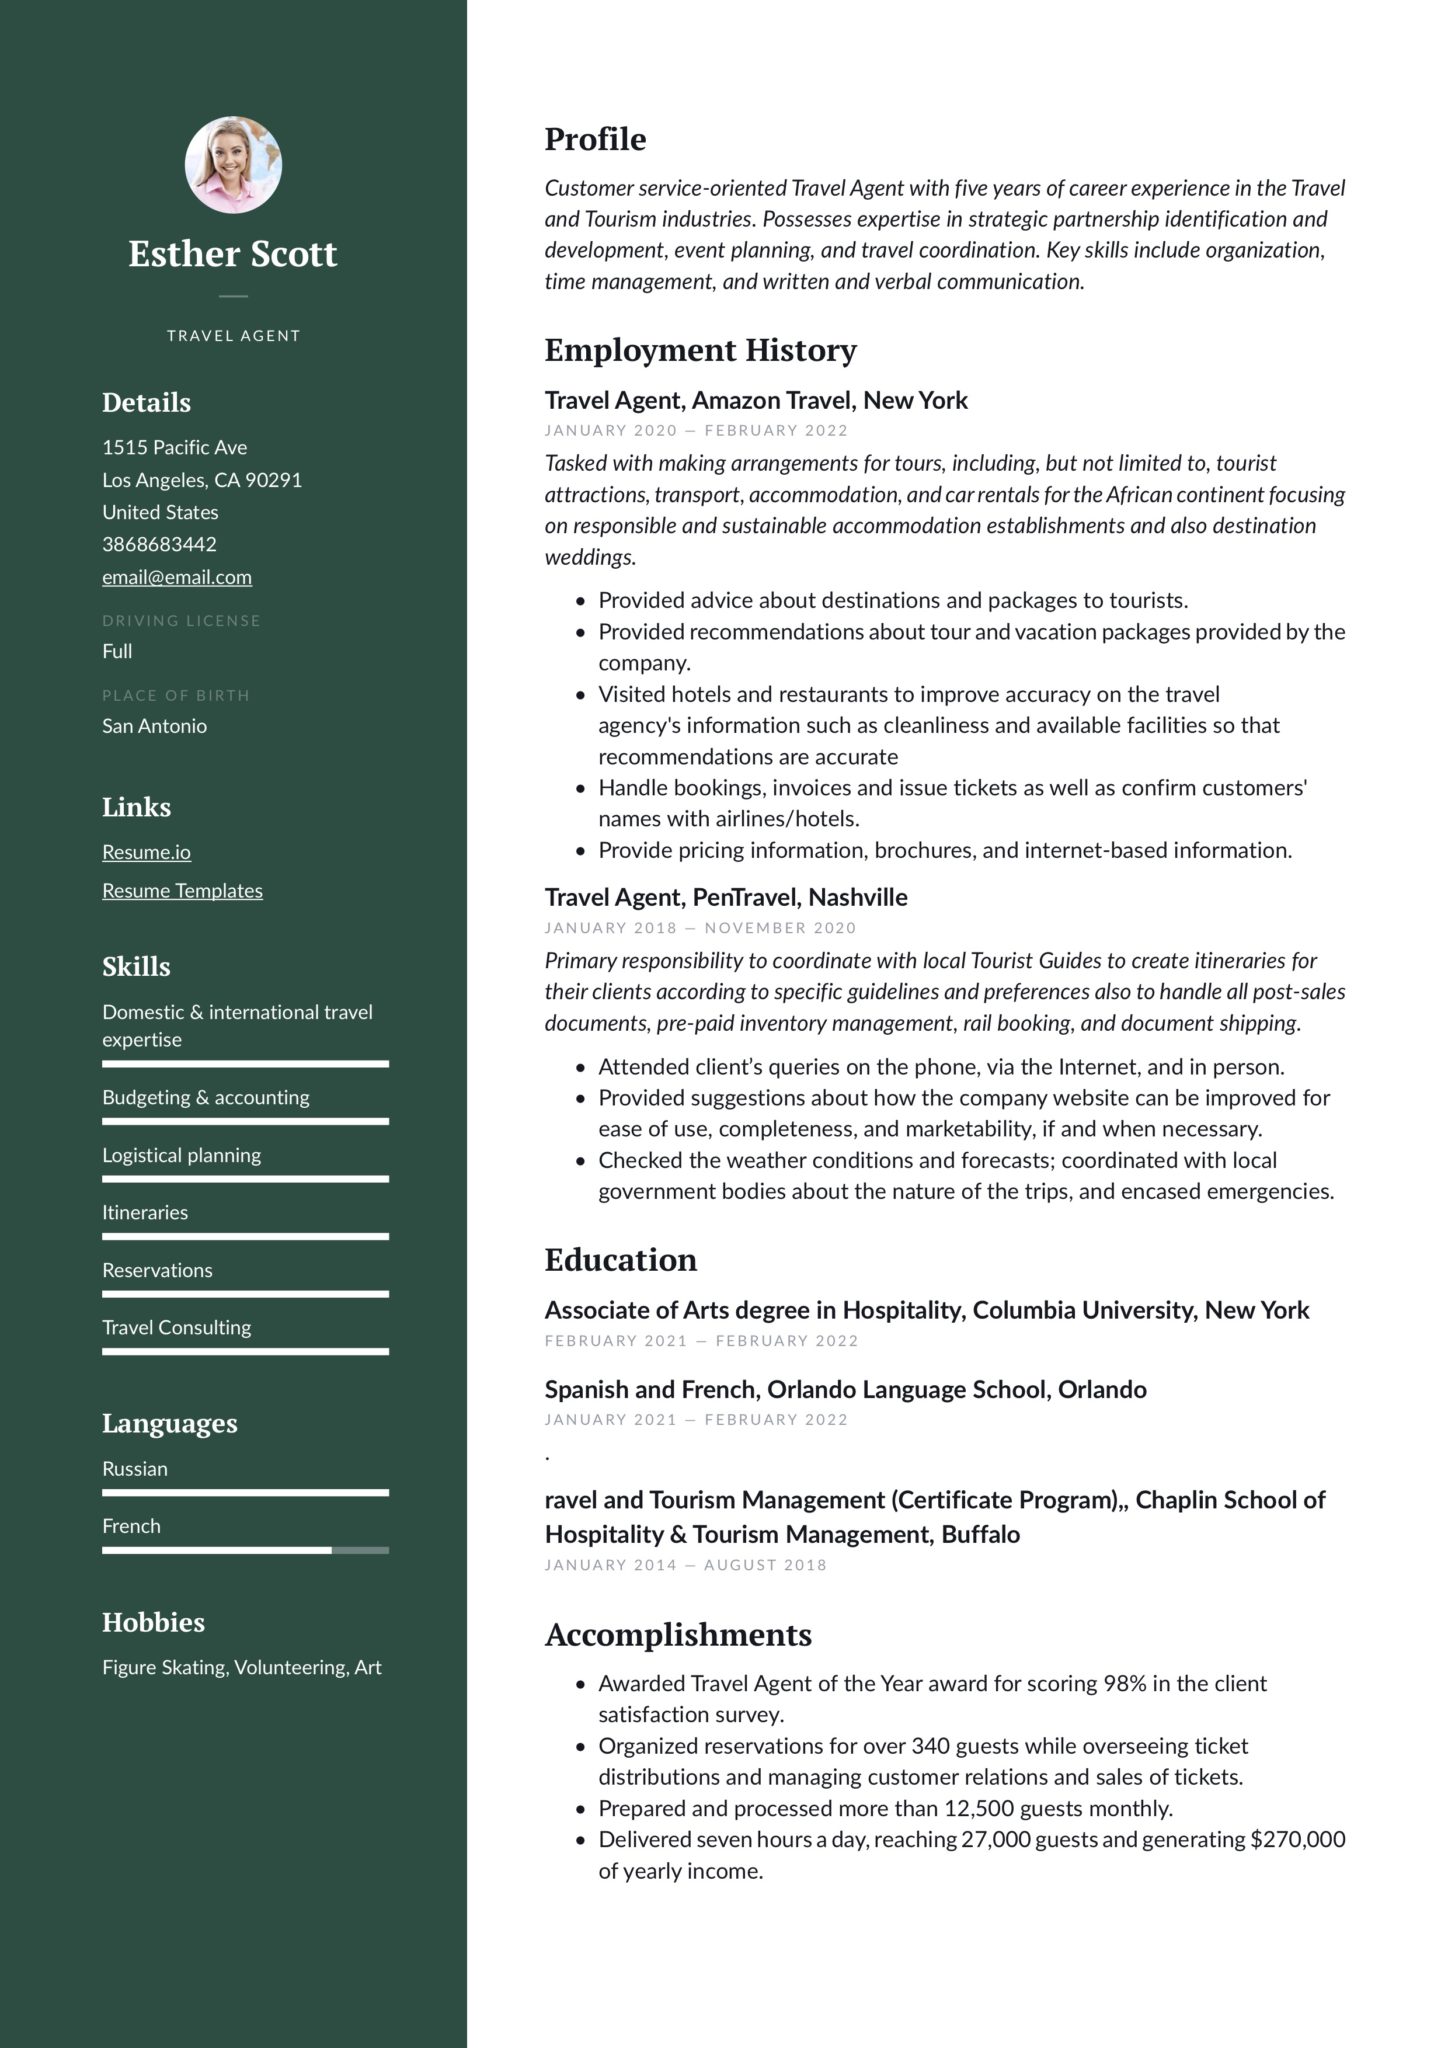 Esther Scott
TRAVEL AGENT
Details
1515 Pacific Ave
Los Angeles, CA 90291
United States
3868683442
email@email.com
DRIVING LICENSE
Full
PLACE OF BIRTH
San Antonio
Links
Resume.io
Resume Templates
Skills
Domestic & international travel
expertise
Budgeting & accounting
Logistical planning
Itineraries
Reservations
Travel Consulting
Languages
Russian
French
Hobbies
Figure Skating, Volunteering, Art
Profile
Customer service-oriented Travel Agent with five years of career experience in the Travel
and Tourism industries. Possesses expertise in strategic partnership identification and
development, event planning, and travel coordination. Key skills include organization,
time management, and written and verbal communication.
Employment History
Travel Agent, Amazon Travel, New York
JANUARY 2020 — FEBRUARY 2022
Tasked with making arrangements for tours, including, but not limited to, tourist
attractions, transport, accommodation, and car rentals for the African continent focusing
on responsible and sustainable accommodation establishments and also destination
weddings.
• Provided advice about destinations and packages to tourists.
• Provided recommendations about tour and vacation packages provided by the
company.
• Visited hotels and restaurants to improve accuracy on the travel
agency's information such as cleanliness and available facilities so that
recommendations are accurate
• Handle bookings, invoices and issue tickets as well as confirm customers'
names with airlines/hotels.
• Provide pricing information, brochures, and internet-based information.
Travel Agent, PenTravel, Nashville
JANUARY 2018 — NOVEMBER 2020
Primary responsibility to coordinate with local Tourist Guides to create itineraries for
their clients according to specific guidelines and preferences also to handle all post-sales
documents, pre-paid inventory management, rail booking, and document shipping.
• Attended client’s queries on the phone, via the Internet, and in person.
• Provided suggestions about how the company website can be improved for
ease of use, completeness, and marketability, if and when necessary.
• Checked the weather conditions and forecasts; coordinated with local
government bodies about the nature of the trips, and encased emergencies.
Education
Associate of Arts degree in Hospitality, Columbia University, New York
FEBRUARY 2021 — FEBRUARY 2022
Spanish and French, Orlando Language School, Orlando
JANUARY 2021 — FEBRUARY 2022
.
ravel and Tourism Management (Certificate Program),, Chaplin School of
Hospitality & Tourism Management, Buffalo
JANUARY 2014 — AUGUST 2018
Accomplishments
• Awarded Travel Agent of the Year award for scoring 98% in the client
satisfaction survey.
• Organized reservations for over 340 guests while overseeing ticket
distributions and managing customer relations and sales of tickets.
• Prepared and processed more than 12,500 guests monthly.
• Delivered seven hours a day, reaching 27,000 guests and generating $270,000
of yearly income.